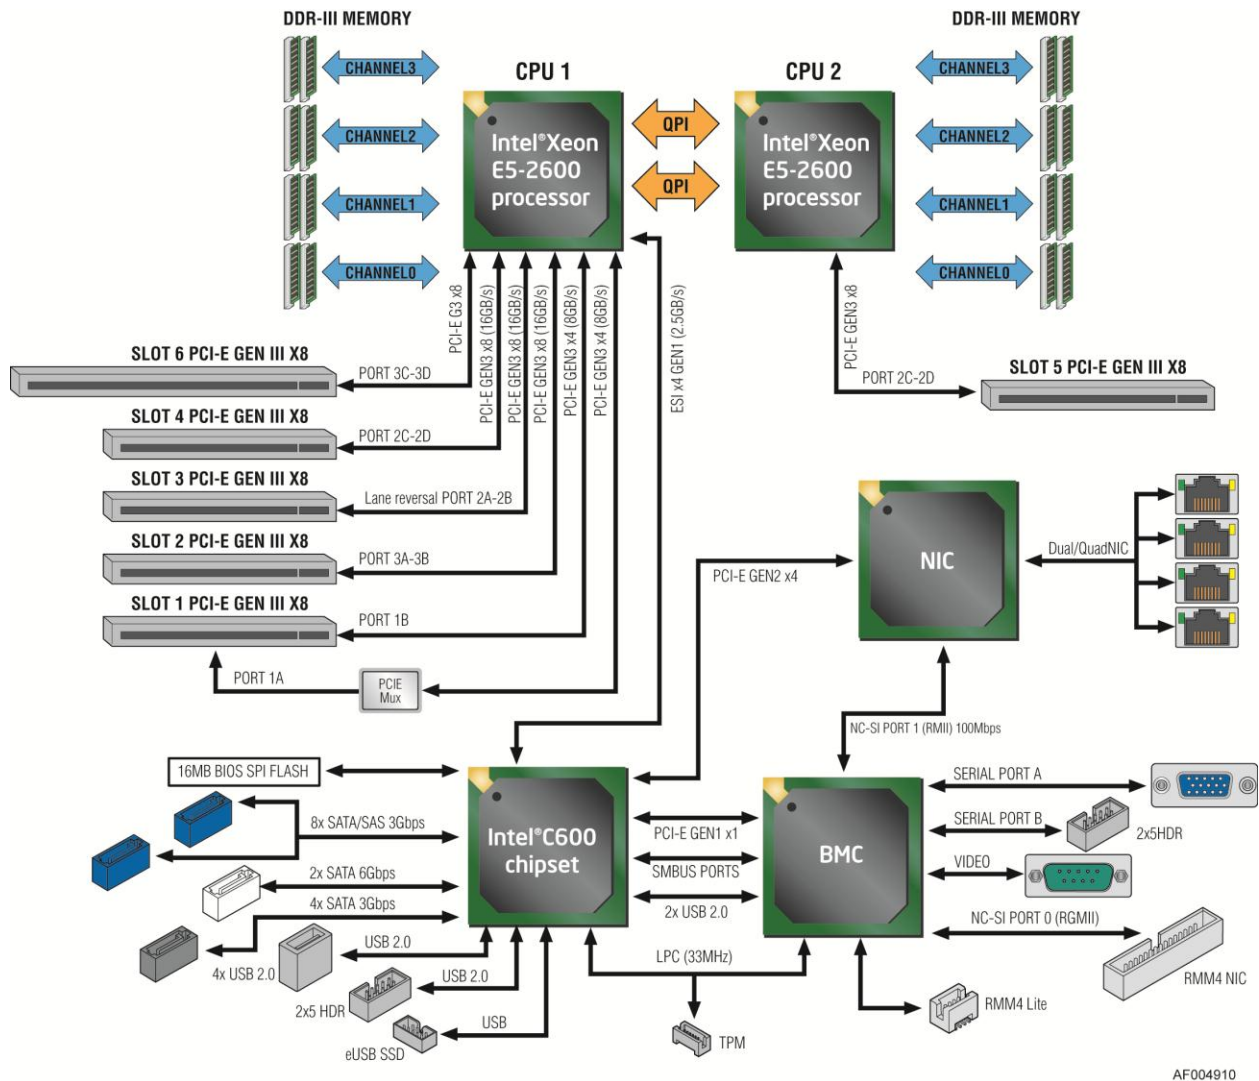 DDR-III MEMORY
DDR-III MEMORY
CHANNEL3
CHANNEL2
CHANNEL1
CHANNEL0
CPU 1
Intel®Xeon
E5-2600
processor
QPI
QPI
CPU 2
Intel®Xeon
E5-2600
processor
CHANNEL3
CHANNEL2
CHANNEL1
CHANNEL0
PCI-E G3 x8
PCI-E GEN3 x8 (16GB/s)
PCI-E GEN3 x8 (16GB/s)
PCI-E GEN3 x8 (16GB/s)
PCI-E GEN3 x4 (8GB/s)
PCI-E GEN3 x4 (8GB/s)
ESI x4 GEN1 (2.5GB/s)
PCI-E GEN3 x8
SLOT 6 PCI-E GEN III X8
PORT 3C-3D
SLOT 5 PCI-E GEN III X8
PORT 2C-2D
SLOT 4 PCI-E GEN III X8
PORT 2C-2D
SLOT 3 PCI-E GEN III X8
Lane reversal PORT 2A-2B
SLOT 2 PCI-E GEN III X8
PORT 3A-3B
SLOT 1 PCI-E GEN III X8
PORT 1B
PORT 1A
PCIE
Mux
PCI-E GEN2 x4
NIC
Dual/QuadNIC
NC-SI PORT 1 (RMII) 100Mbps
16MB BIOS SPI FLASH
8x SATA/SAS 3Gbps
2x SATA 6Gbps
4x SATA 3Gbps
4x USB 2.0
USB 2.0
2x5 HDR
USB 2.0
eUSB SSD
USB
Intel®C600
chipset
PCI-E GEN1 x1
SMBUS PORTS
2x USB 2.0
LPC (33MHz)
TPM
BMC
SERIAL PORT A
SERIAL PORT B
2x5HDR
VIDEO
NC-SI PORT 0 (RGMII)
RMM4 NIC
RMM4 Lite
AF004910